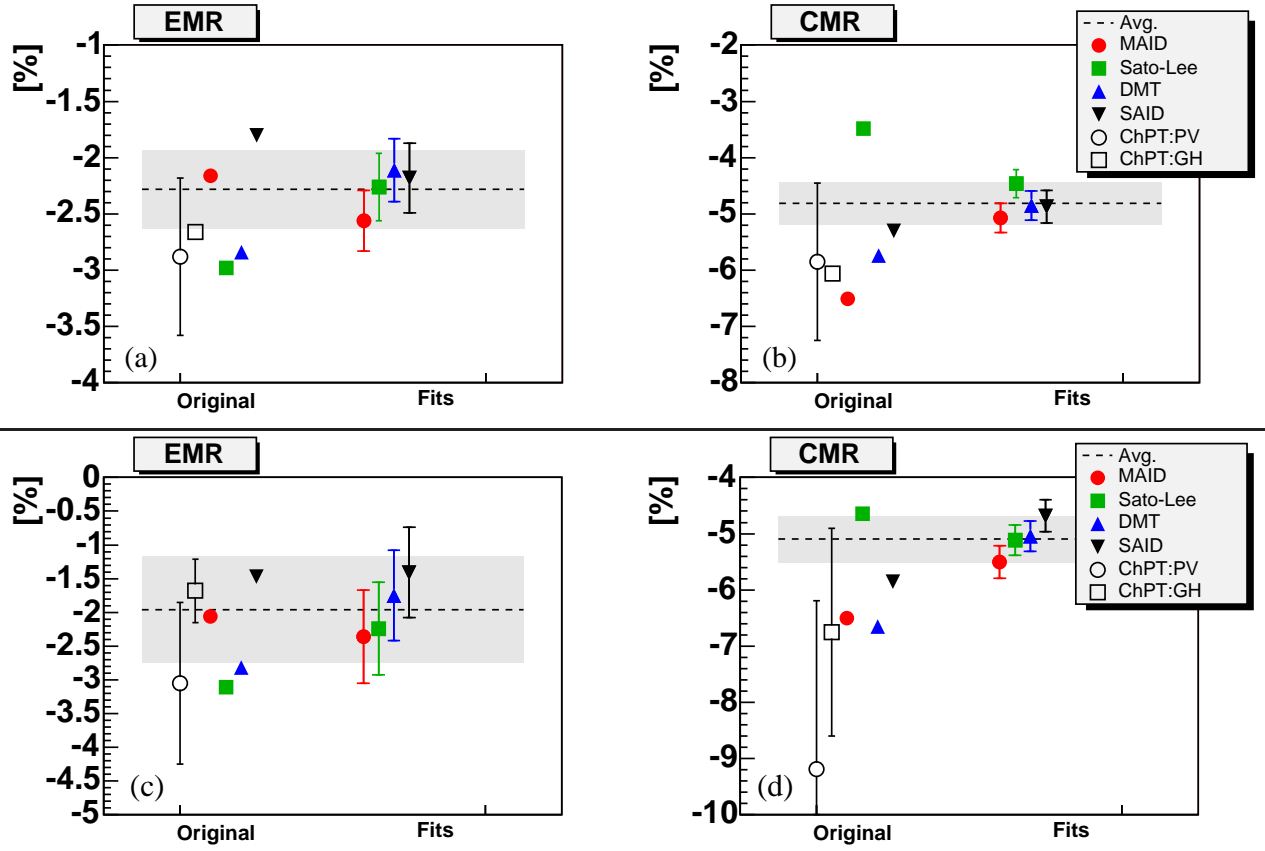 EMR
[%]
-1
-1.5
-2
-2.5
-3
-3.5
-4
(a)
Original
Fits
CMR
[%]
-2
-3
-4
-5
-6
-7
-8
(b)
Original
Fits
Avg.
MAID
Sato-Lee
DMT
SAID
ChPT:PV
ChPT:GH
EMR
[%]
0
-0.5
-1
-1.5
-2
-2.5
-3
-3.5
-4
-4.5
-5
(c)
Original
Fits
CMR
[%]
-4
-5
-6
-7
-8
-9
-10
(d)
Original
Fits
Avg.
MAID
Sato-Lee
DMT
SAID
ChPT:PV
ChPT:GH